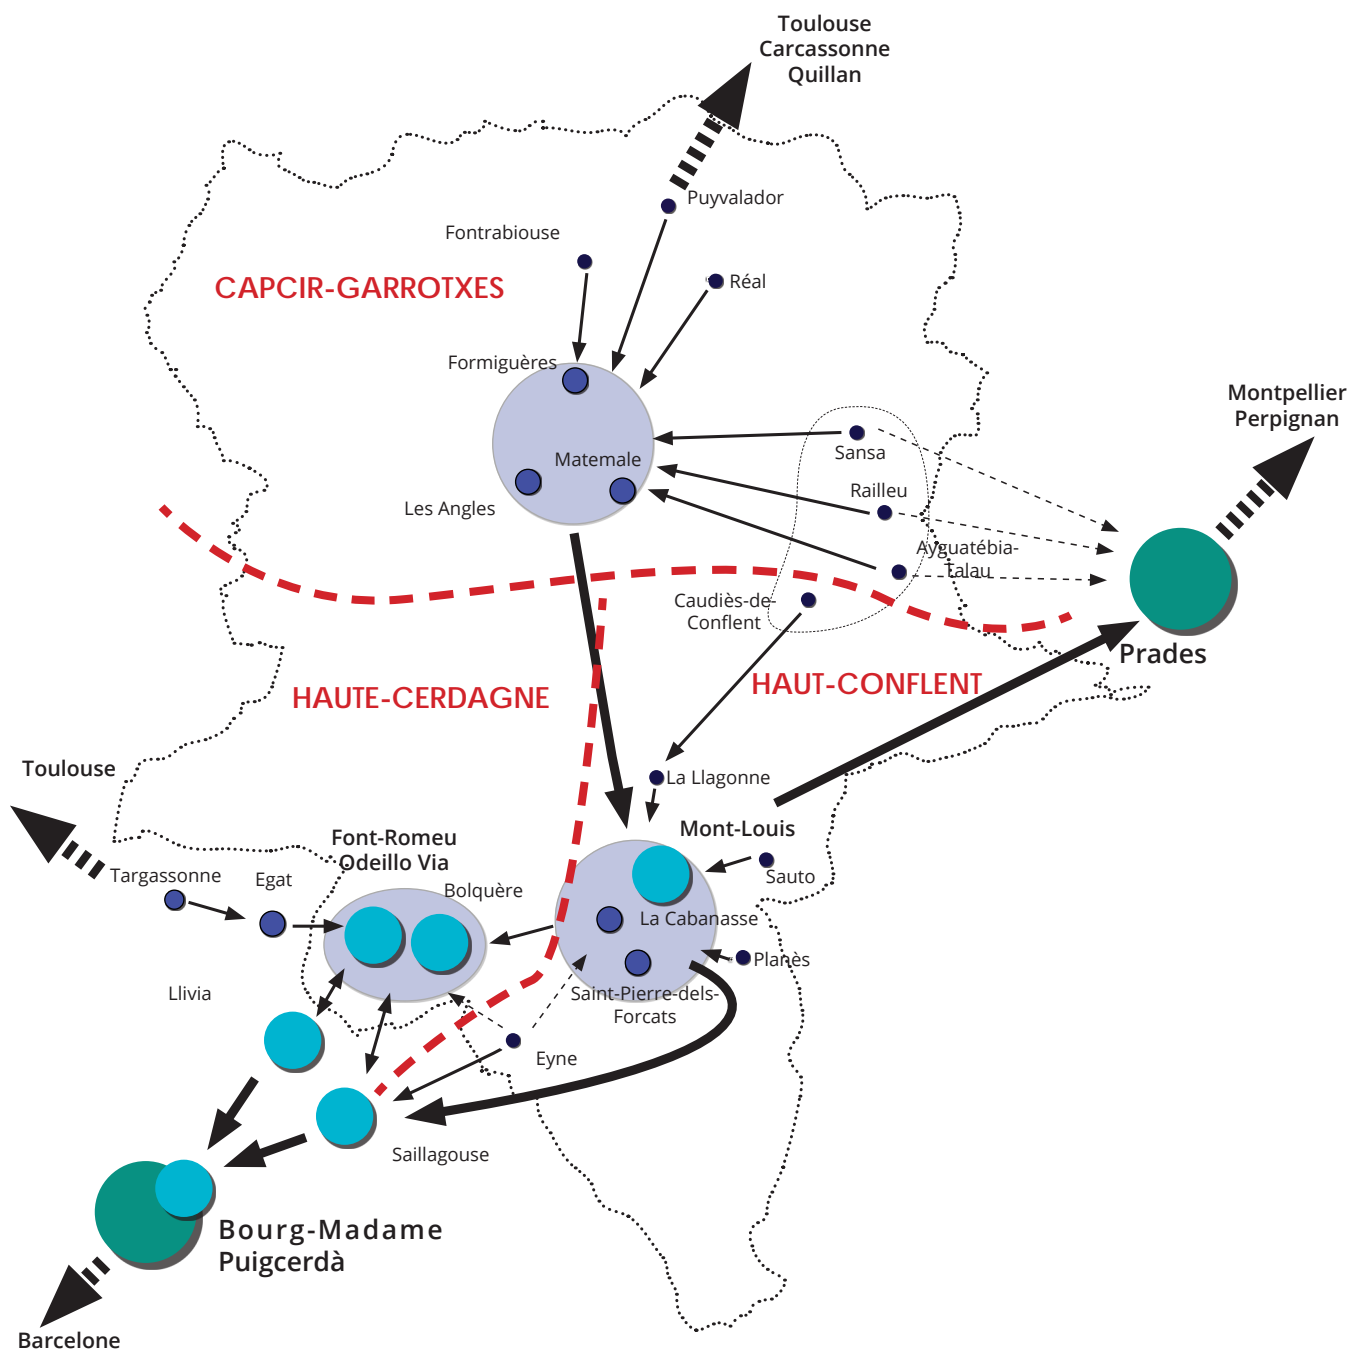 Toulouse
Carcassonne
Quillan
Puyvalador
Fontrabiouse
Réal
CAPCIR-GARROTXES
Formiguères
Montpellier
Perpignan
Sansa
Matemale
Railleu
Les Angles
Ayguatébia-
Talau
Caudiès-de-
Conflent
Prades
HAUTE-CERDAGNE
HAUT-CONFLENT
Toulouse
La Llagonne
Mont-Louis
Font-Romeu
Odeillo Via
Targassonne
Egat
Bolquère
Sauto
La Cabanasse
Planès
Llivia
Saint-Pierre-dels-
Forcats
Eyne
Saillagouse
Bourg-Madame
Puigcerdà
Barcelone